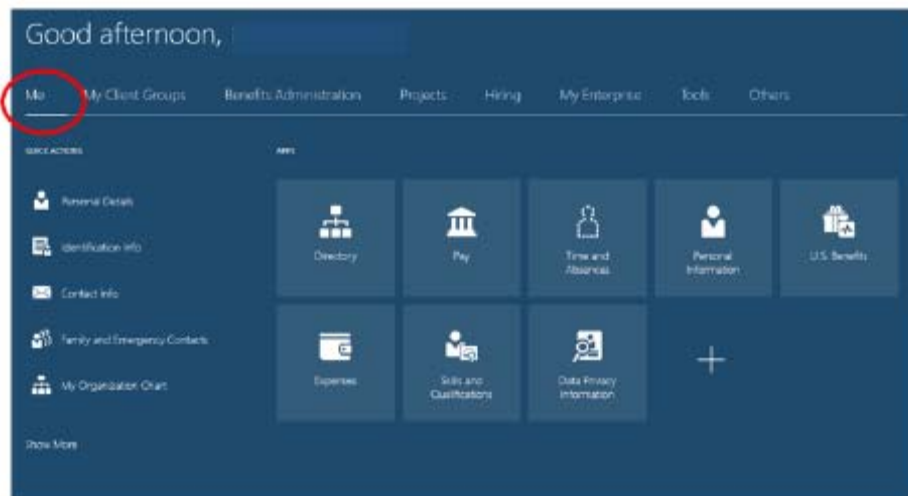 Good afternoon,
Me My Client Groups Benefits Administration Projects Hiring My Enterprise Tools Others
QUICK ACTIONS
APPS
Personal Details
Identification Info
Contact Info
Family and Emergency Contacts
My Organization Chart
Show More
Directory
Pay
Time and
Absences
Personal
Information
U.S. Benefits
Expenses
Skills and
Qualifications
Data Privacy
Information